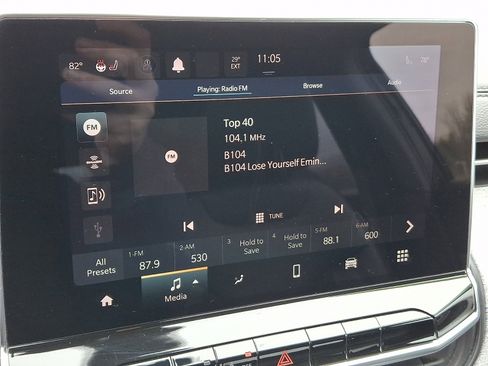 82° 29° EXT 11:05 78°
Source Playing: Radio FM Browse Audio
FM
FM
Top 40
104.1 MHz
B104
B104 Lose Yourself Emin...
TUNE
All Presets
1-FM 87.9
2-AM 530
3 Hold to Save
4 Hold to Save
5-FM 88.1
6-AM 600
Media